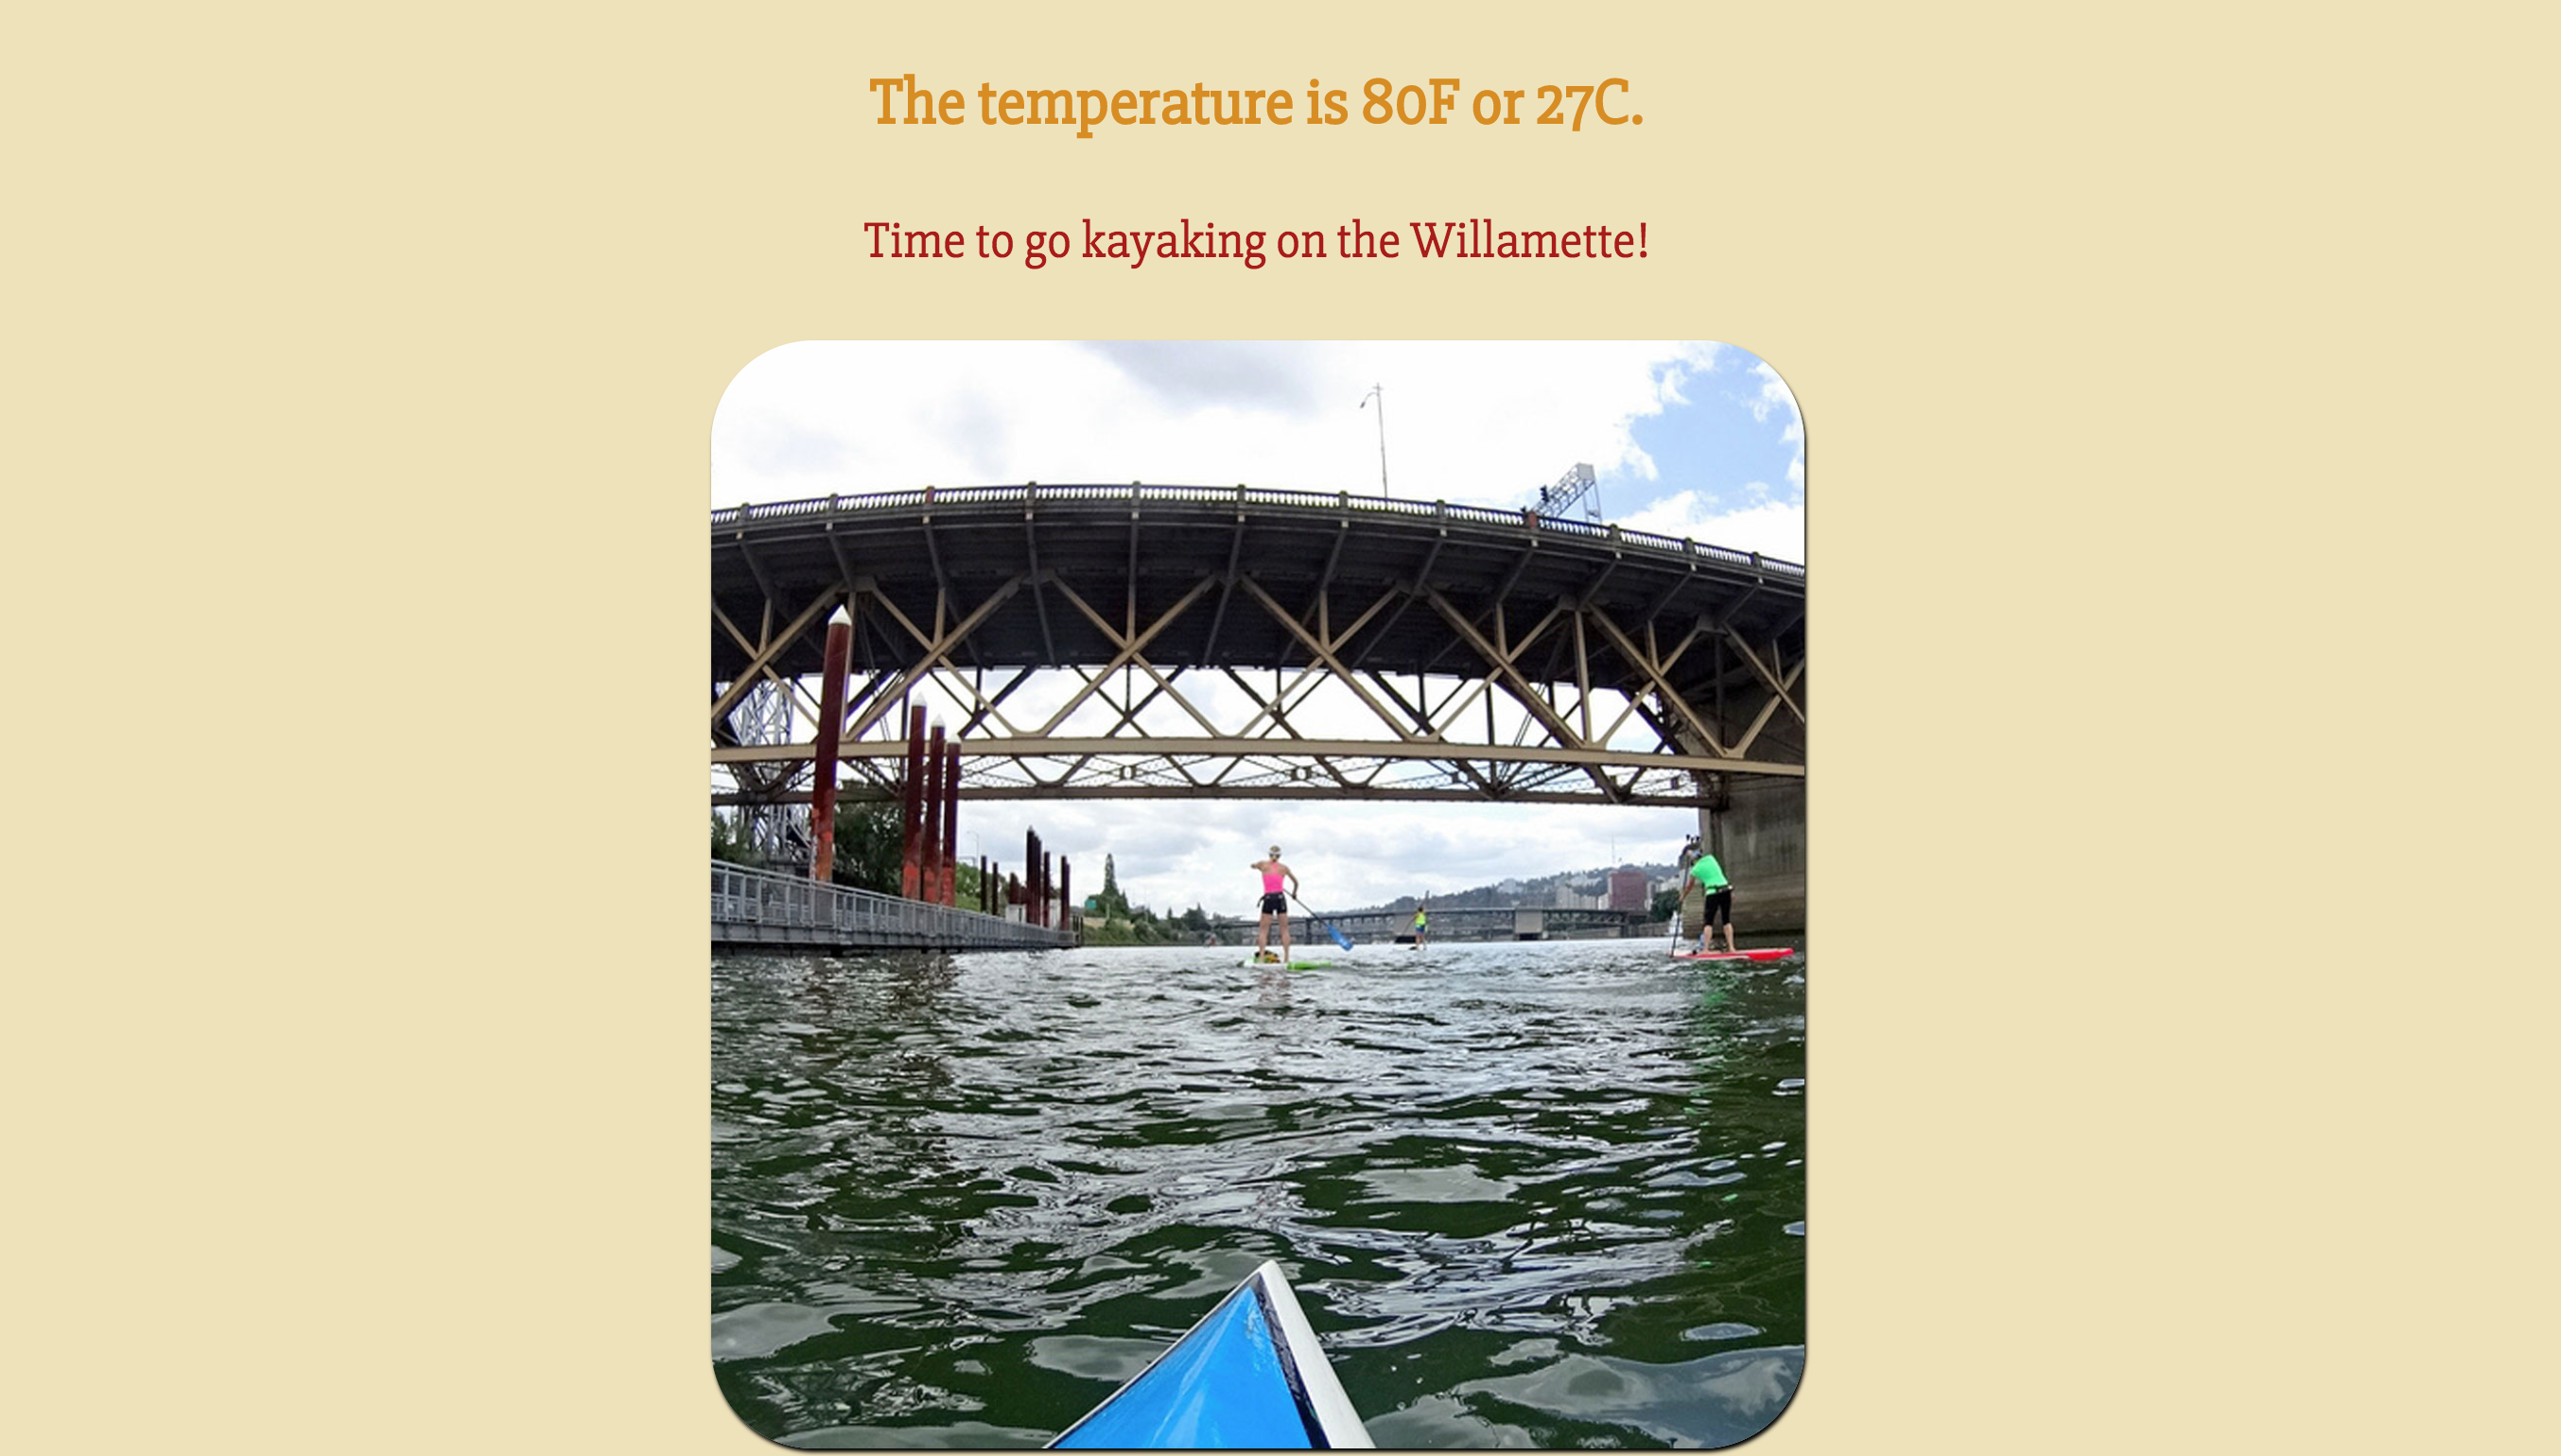 The temperature is 80F or 27C.
Time to go kayaking on the Willamette!